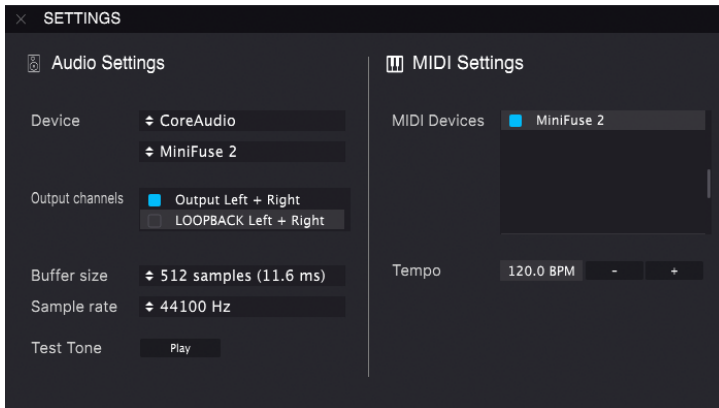 × SETTINGS
Audio Settings
Device
CoreAudio
MiniFuse 2
Output channels
Output Left + Right
LOOPBACK Left + Right
Buffer size
512 samples (11.6 ms)
Sample rate
44100 Hz
Test Tone
Play
MIDI Settings
MIDI Devices
MiniFuse 2
Tempo
120.0 BPM
-
+